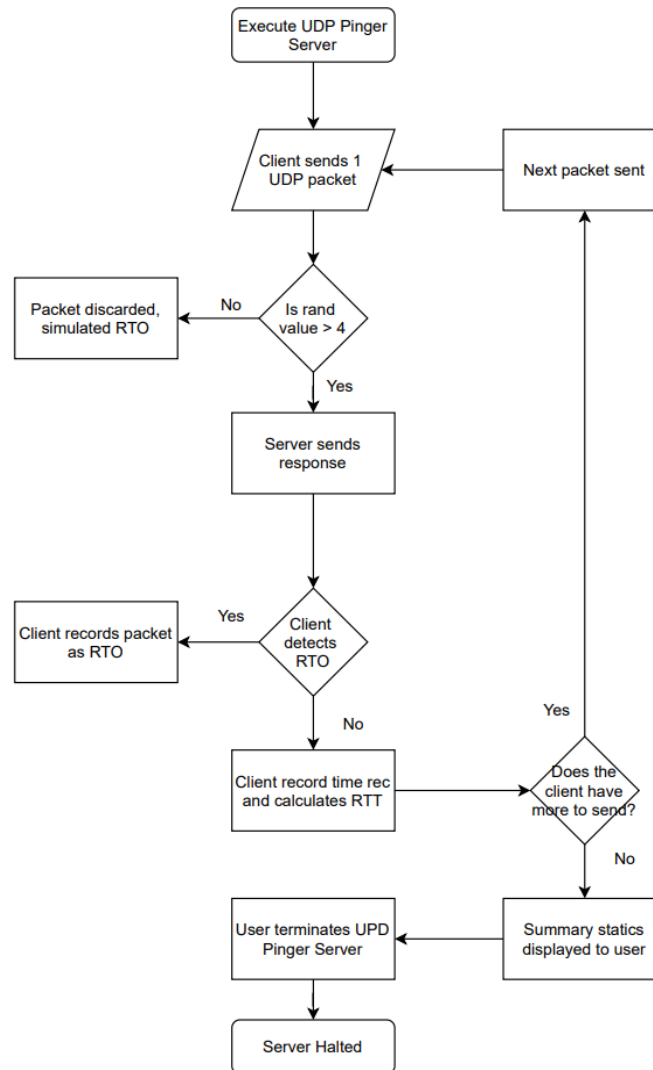 Execute UDP Pinger
Server
Client sends 1
UDP packet
Next packet sent
Packet discarded,
simulated RTO
No
Is rand
value > 4
Yes
Server sends
response
Client records packet
as RTO
Yes
Client
detects
RTO
No
Yes
Client record time rec
and calculates RTT
Does the
client have
more to send?
No
User terminates UPD
Pinger Server
Summary statics
displayed to user
Server Halted